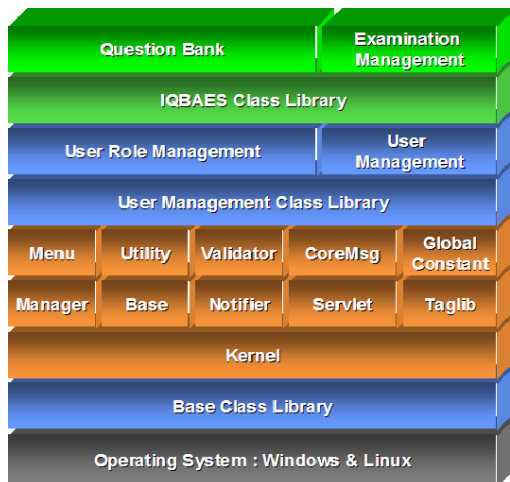 Question Bank
Examination
Management
IQBAES Class Library
User Role Management
User
Management
User Management Class Library
Menu
Utility
Validator
CoreMsg
Global
Constant
Manager
Base
Notifier
Servlet
Taglib
Kernel
Base Class Library
Operating System : Windows & Linux